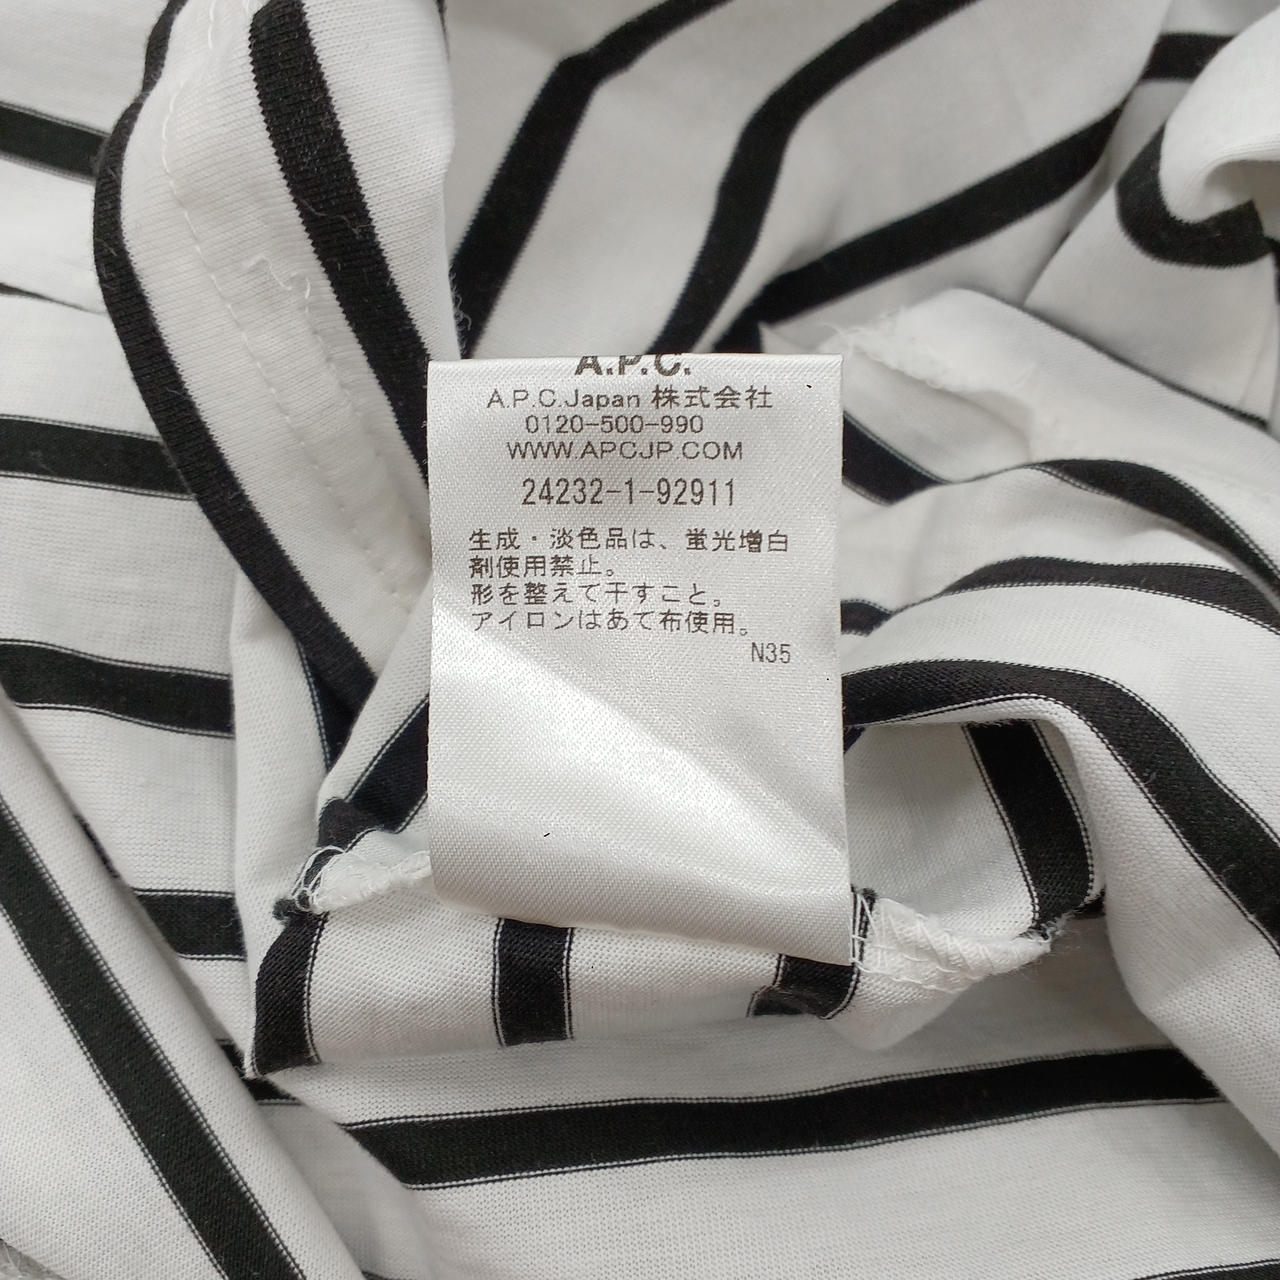 A.P.C.
A.P.C.Japan 株式会社
0120-500-990
WWW.APCJP.COM
24232-1-92911
生成・淡色品は、蛍光増白
剤使用禁止。
形を整えて干すこと。
アイロンはあて布使用。
N35